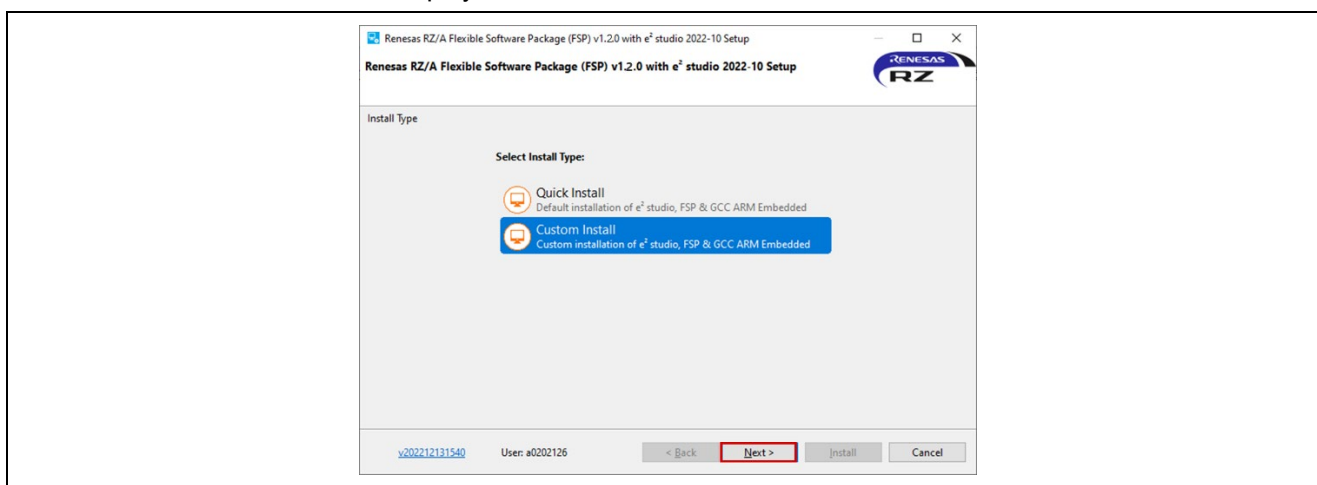 Renesas RZ/A Flexible Software Package (FSP) v1.2.0 with e² studio 2022-10 Setup
Renesas RZ/A Flexible Software Package (FSP) v1.2.0 with e² studio 2022-10 Setup
RENESAS
RZ
Install Type
Select Install Type:
Quick Install
Default installation of e² studio, FSP & GCC ARM Embedded
Custom Install
Custom installation of e² studio, FSP & GCC ARM Embedded
v202212131540 User: a0202126 < Back Next > Install Cancel